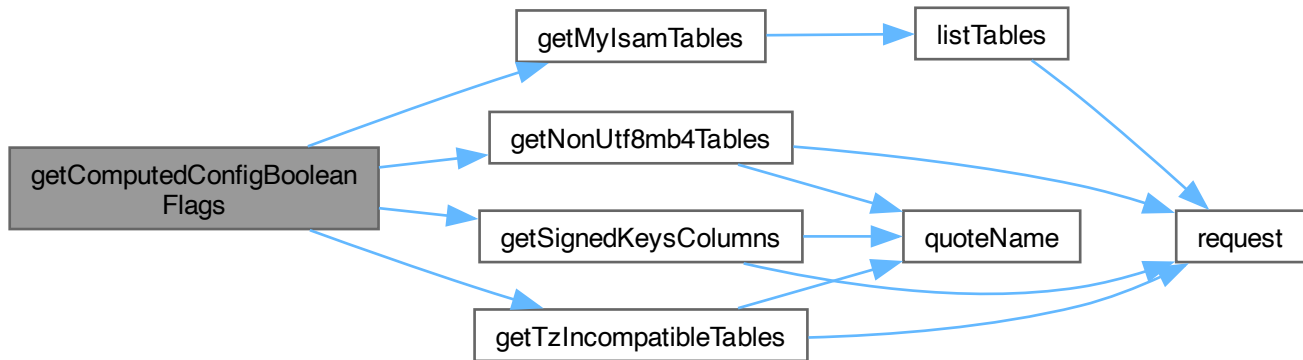 getComputedConfigBoolean
Flags
getMyIsamTables
listTables
getNonUtf8mb4Tables
getSignedKeysColumns
quoteName
request
getTzIncompatibleTables